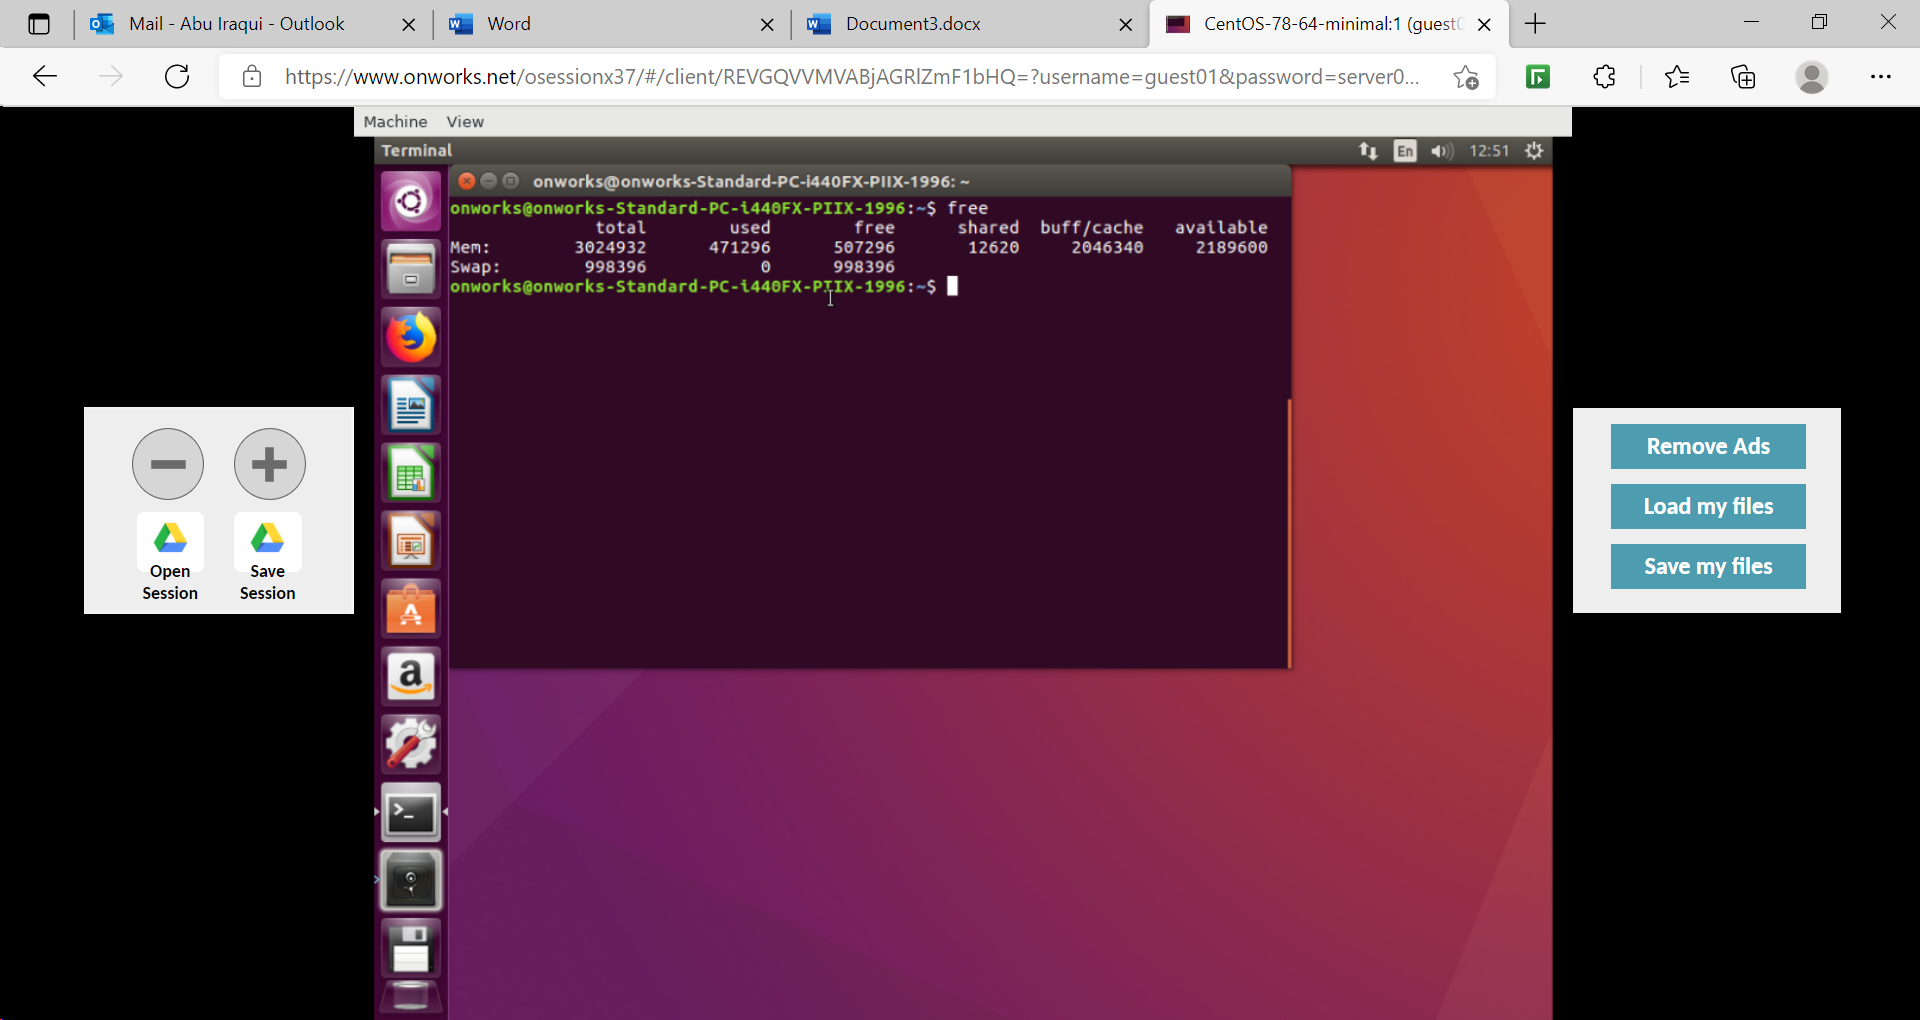 Mail - Abu Iraqui - Outlook
Word
Document3.docx
CentOS-78-64-minimal:1 (guest0
https://www.onworks.net/osessionx37/#/client/REVGQVVMVABjAGRlZmF1bHQ=?username=guest01&password=server0...
Machine View
Terminal
En
12:51
onworks@onworks-Standard-PC-i440FX-PIIX-1996: ~
onworks@onworks-Standard-PC-i440FX-PIIX-1996:~$ free
total used free shared buff/cache available
Mem: 3024932 471296 507296 12620 2046340 2189600
Swap: 998396 0 998396
onworks@onworks-Standard-PC-i440FX-PIIX-1996:~$
Open
Session
Save
Session
Remove Ads
Load my files
Save my files